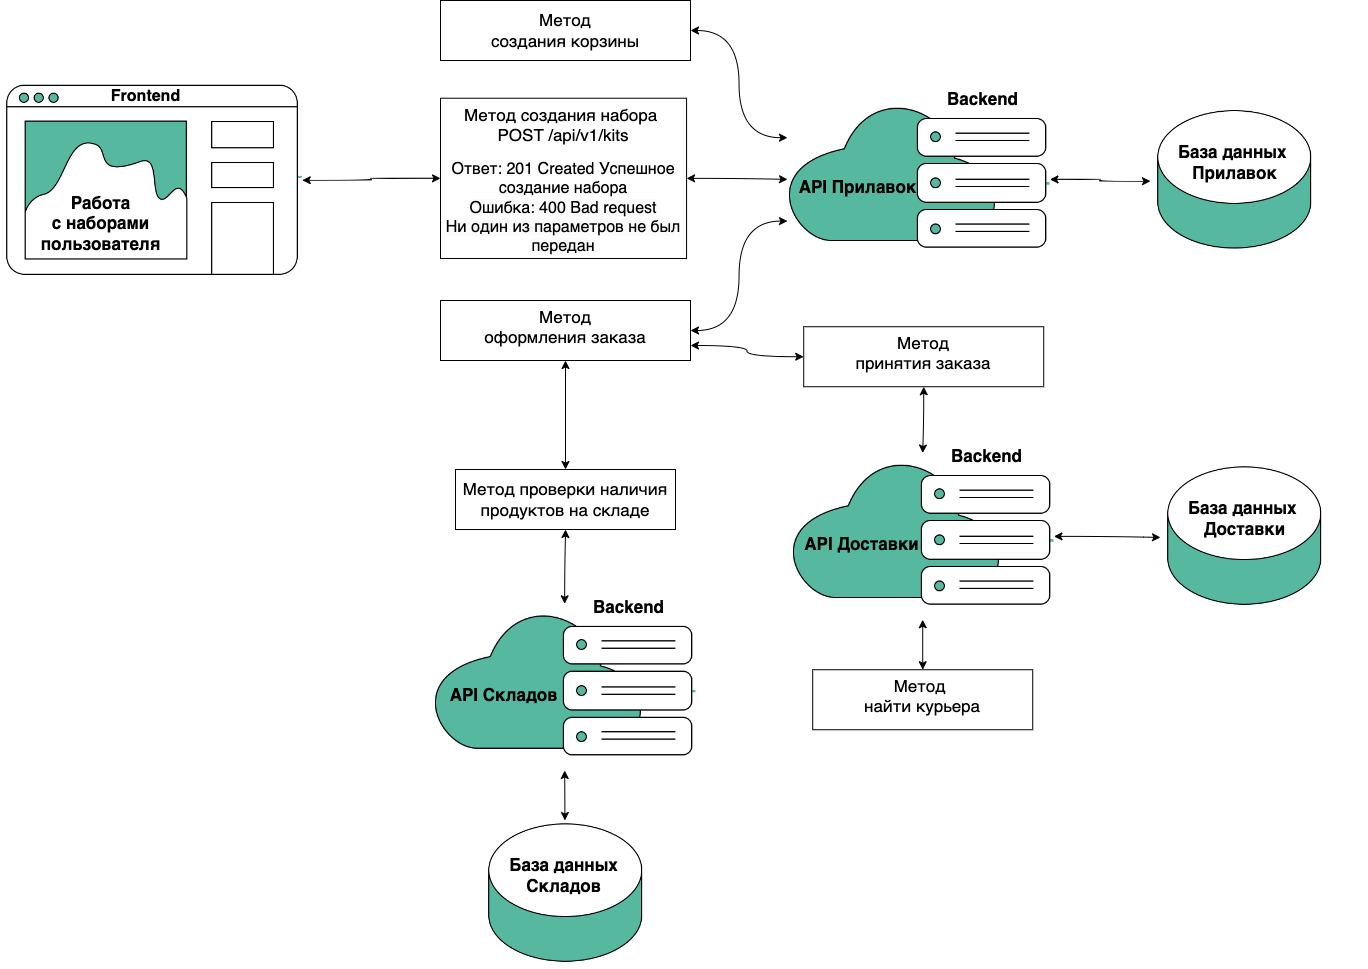 Метод
создания корзины
Frontend
Работа
с наборами
пользователя
Метод создания набора
POST /api/v1/kits
Ответ: 201 Created Успешное
создание набора
Ошибка: 400 Bad request
Ни один из параметров не был
передан
Backend
API Прилавок
База данных
Прилавок
Метод
оформления заказа
Метод
принятия заказа
Backend
API Доставки
База данных
Доставки
Метод проверки наличия
продуктов на складе
Backend
API Складов
Метод
найти курьера
База данных
Складов